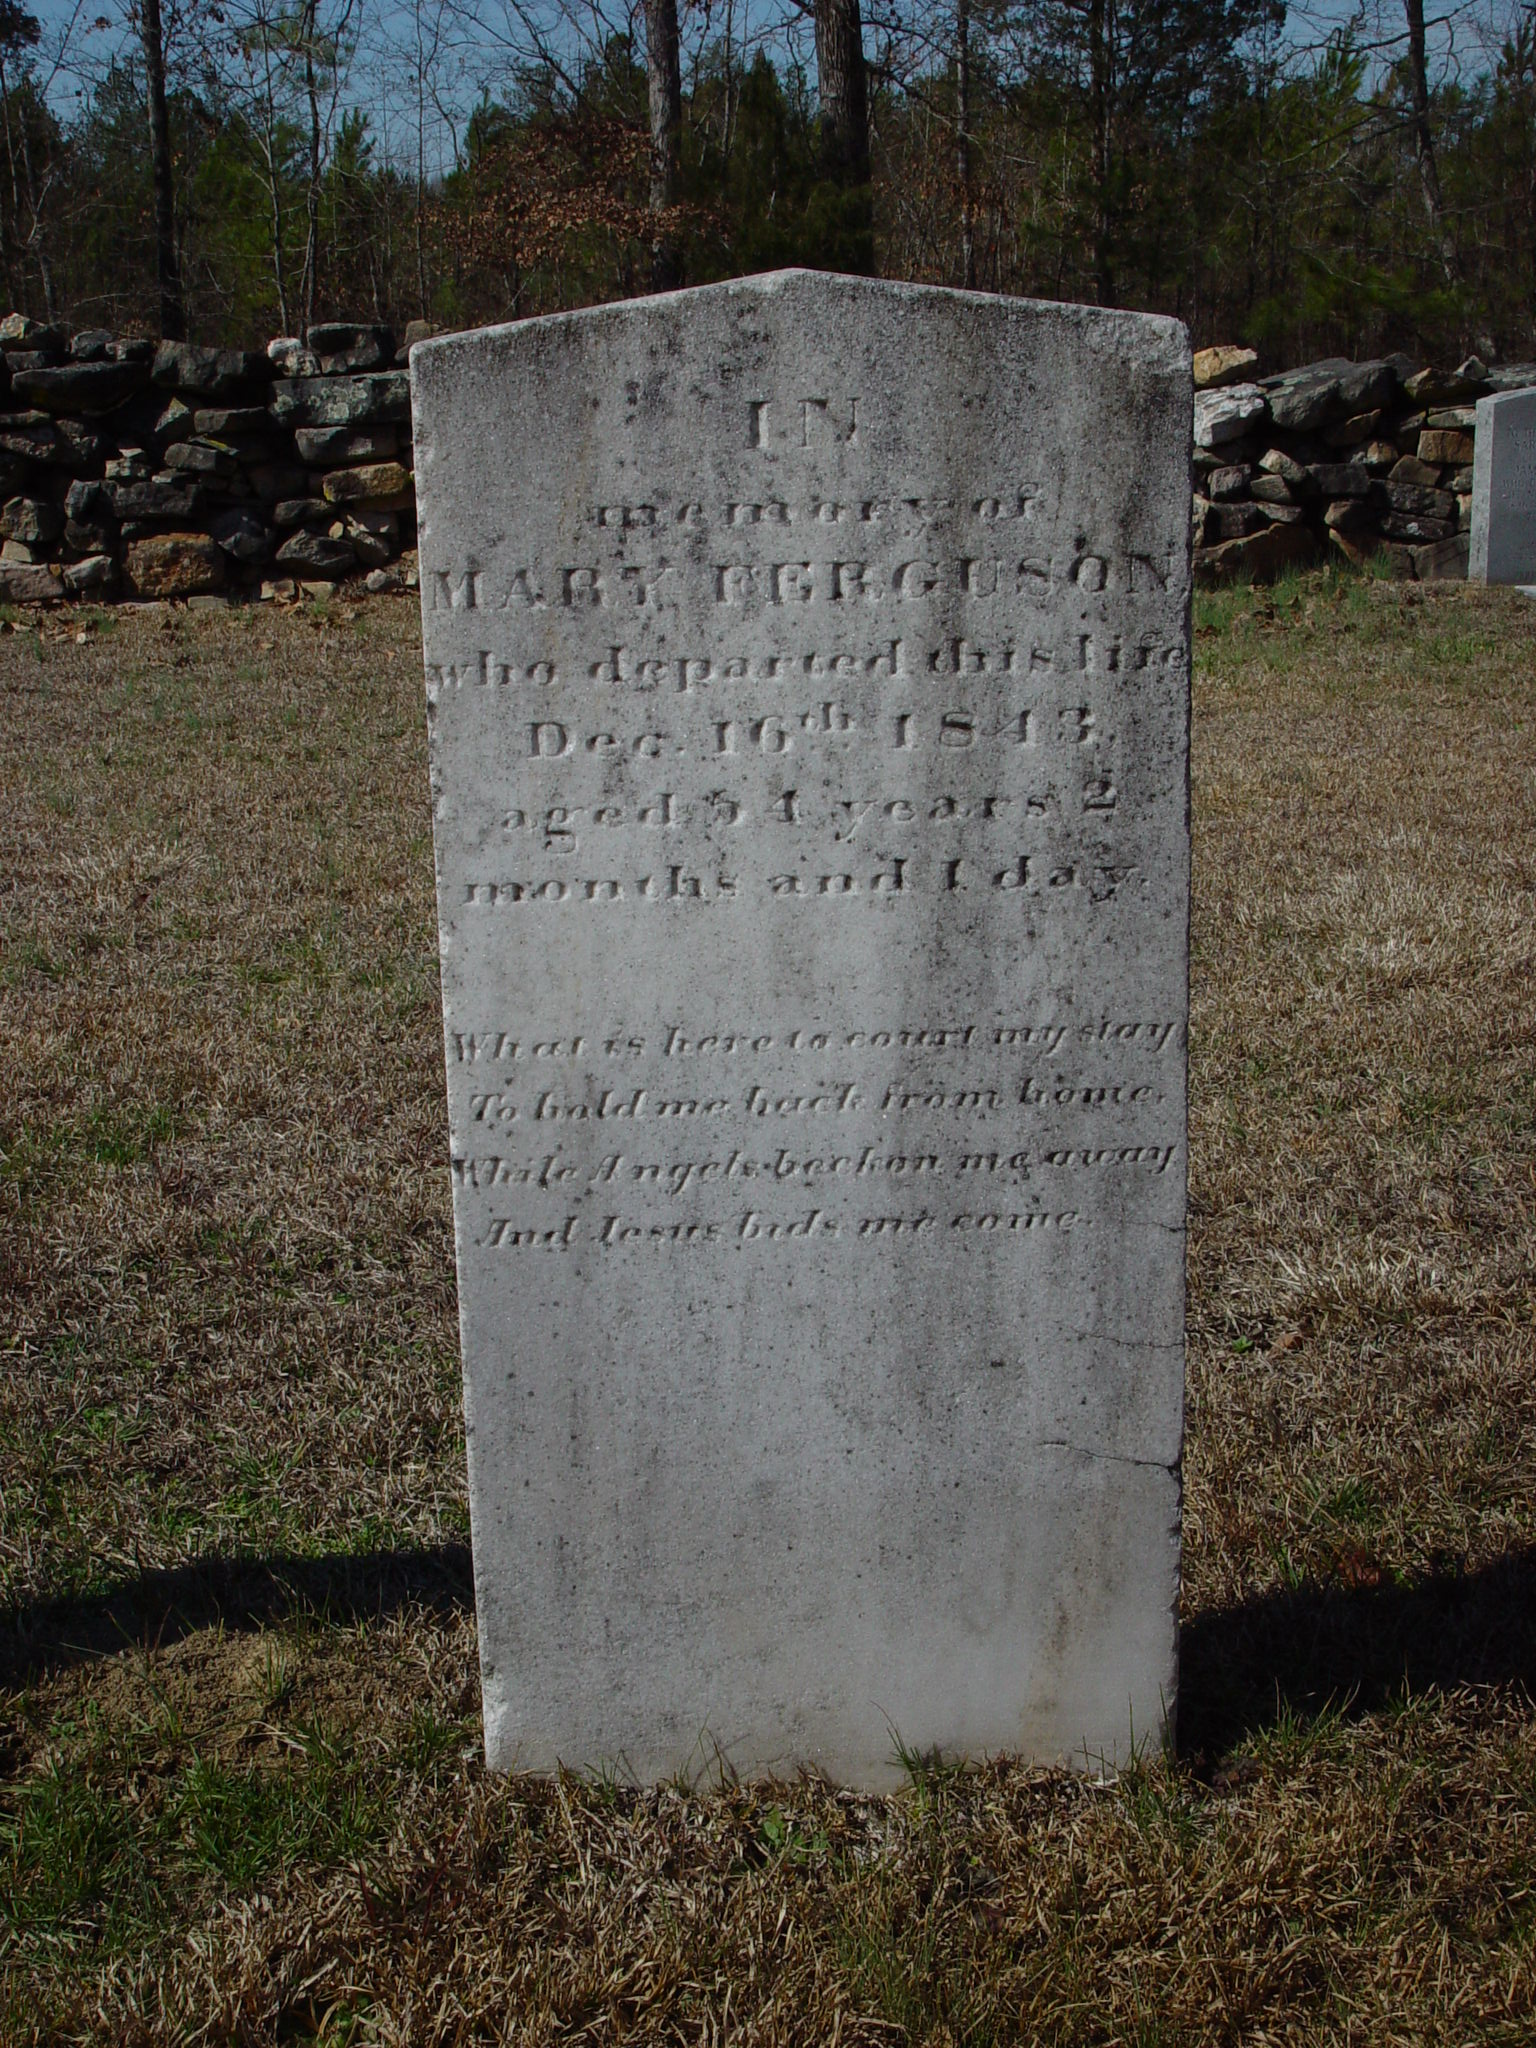 IN
memory of
MARY FERGUSON
who departed this life
Dec. 16th 1843.
aged 54 years 2
months and 1 day.
What is here to court my stay
To hold me back from home,
While Angels beckon me away
And Jesus bids me come.